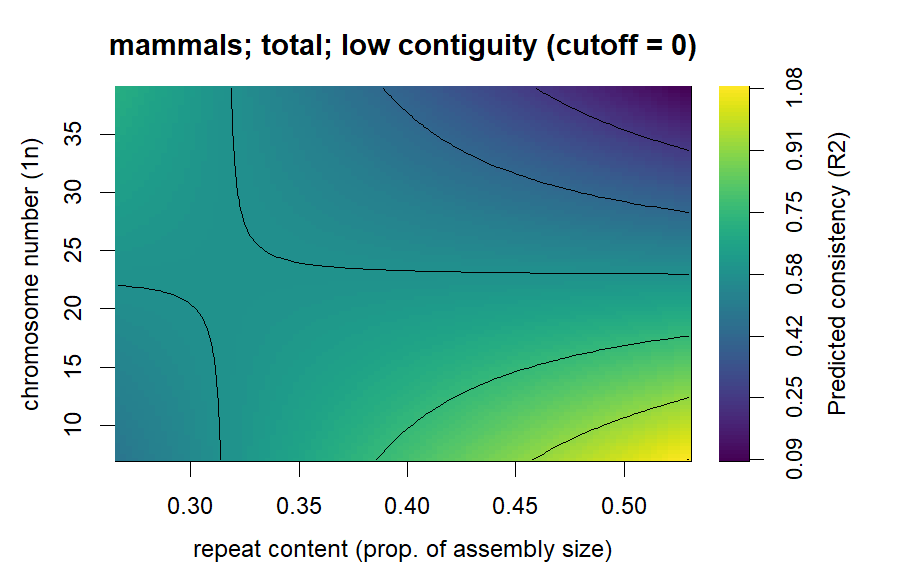 mammals; total; low contiguity (cutoff = 0)
chromosome number (1n)
35
30
25
20
15
10
0.30 0.35 0.40 0.45 0.50
repeat content (prop. of assembly size)
1.08
0.91
0.75
0.58
0.42
0.25
0.09
Predicted consistency (R2)